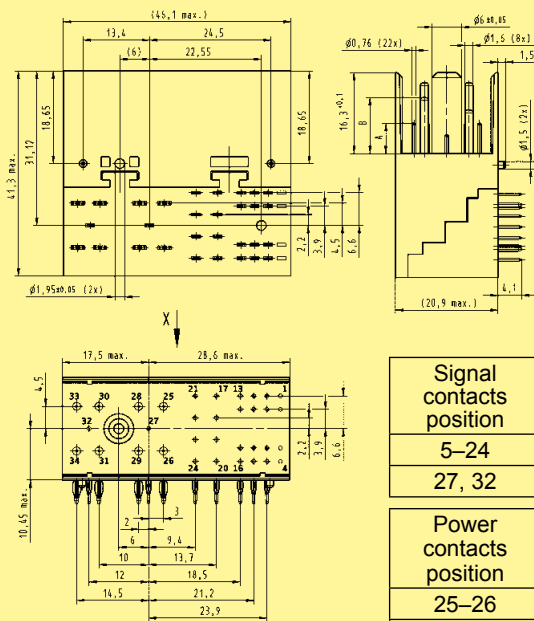 (46,1 max.)
13,4
24,5
(6)
22,55
18,65
31,12
41,3 max.
18,65
2,2
3,9
4,5
6,6
Ø1,95±0.05 (2x)
Ø6±0,05
Ø0,76 (22x)
Ø1,6 (8x)
1,5
16,3+0,1
B
A
Ø1,5 (2x)
(20,9 max.)
4,1
X
17,5 max.
28,6 max.
4,5
10,45 max.
33 30 28 25 21 17 13 1
32 27
34 31 29 26 24 20 16 4
2,2
3,9
6,6
3
2
6
9,4
10
13,7
12
18,5
14,5
21,2
23,9
Signal
contacts
position
5–24
27, 32
Power
contacts
position
25–26